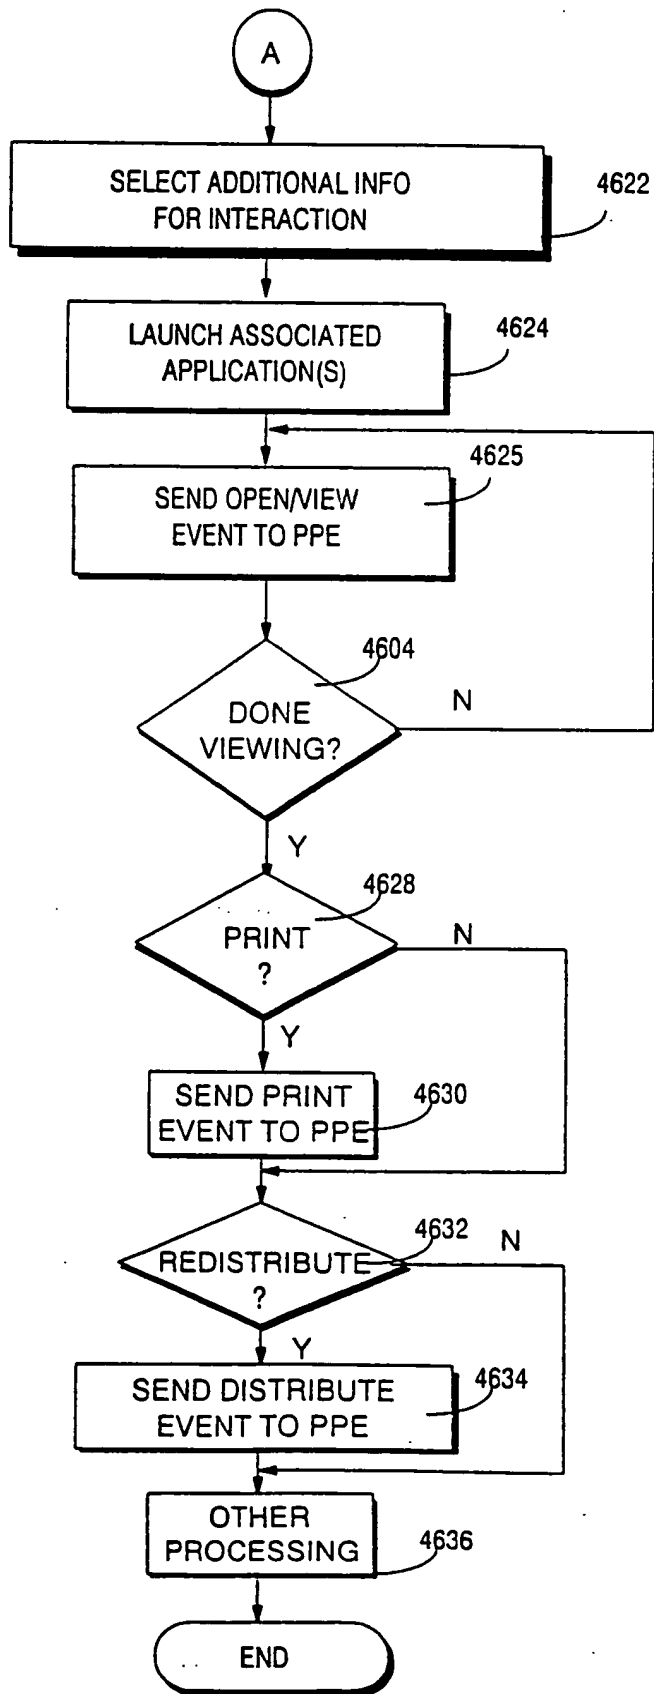 A
SELECT ADDITIONAL INFO
FOR INTERACTION
4622
LAUNCH ASSOCIATED
APPLICATION(S)
4624
4625
SEND OPEN/VIEW
EVENT TO PPE
4604
DONE
VIEWING?
N
Y
4628
PRINT
?
N
Y
SEND PRINT
EVENT TO PPE
4630
REDISTRIBUTE
?
4632
N
Y
SEND DISTRIBUTE
EVENT TO PPE
4634
OTHER
PROCESSING
4636
END